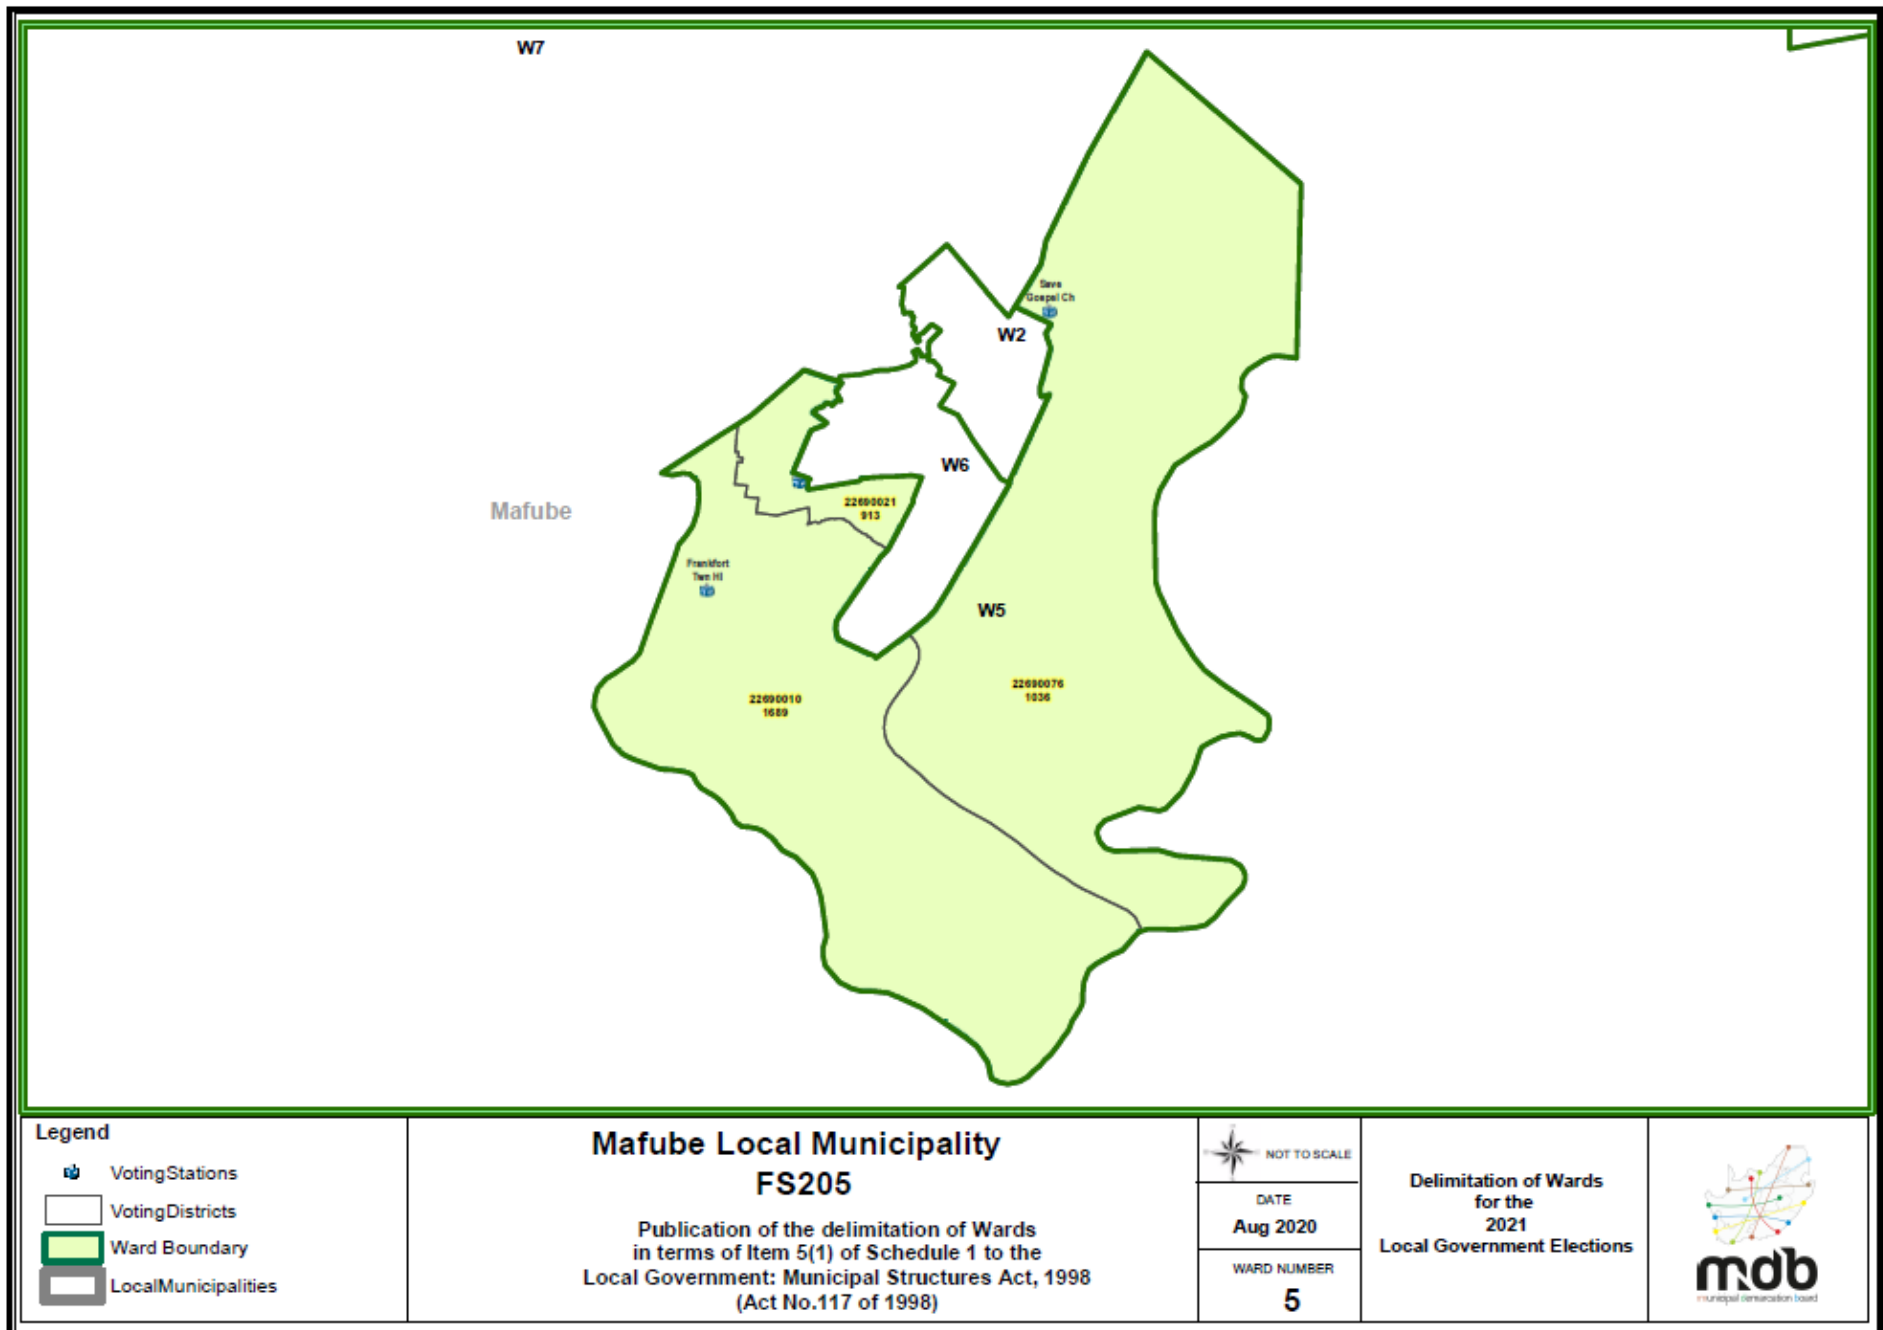 W7
Save
Gospel Ch
W2
W6
Mafube
22690021
913
Frankfort
Twn Hl
W5
22690076
1036
22690010
1689
Legend
VotingStations
VotingDistricts
Ward Boundary
LocalMunicipalities
Mafube Local Municipality
FS205
Publication of the delimitation of Wards
in terms of Item 5(1) of Schedule 1 to the
Local Government: Municipal Structures Act, 1998
(Act No.117 of 1998)
NOT TO SCALE
DATE
Aug 2020
WARD NUMBER
5
Delimitation of Wards
for the
2021
Local Government Elections
mdb
municipal demarcation board